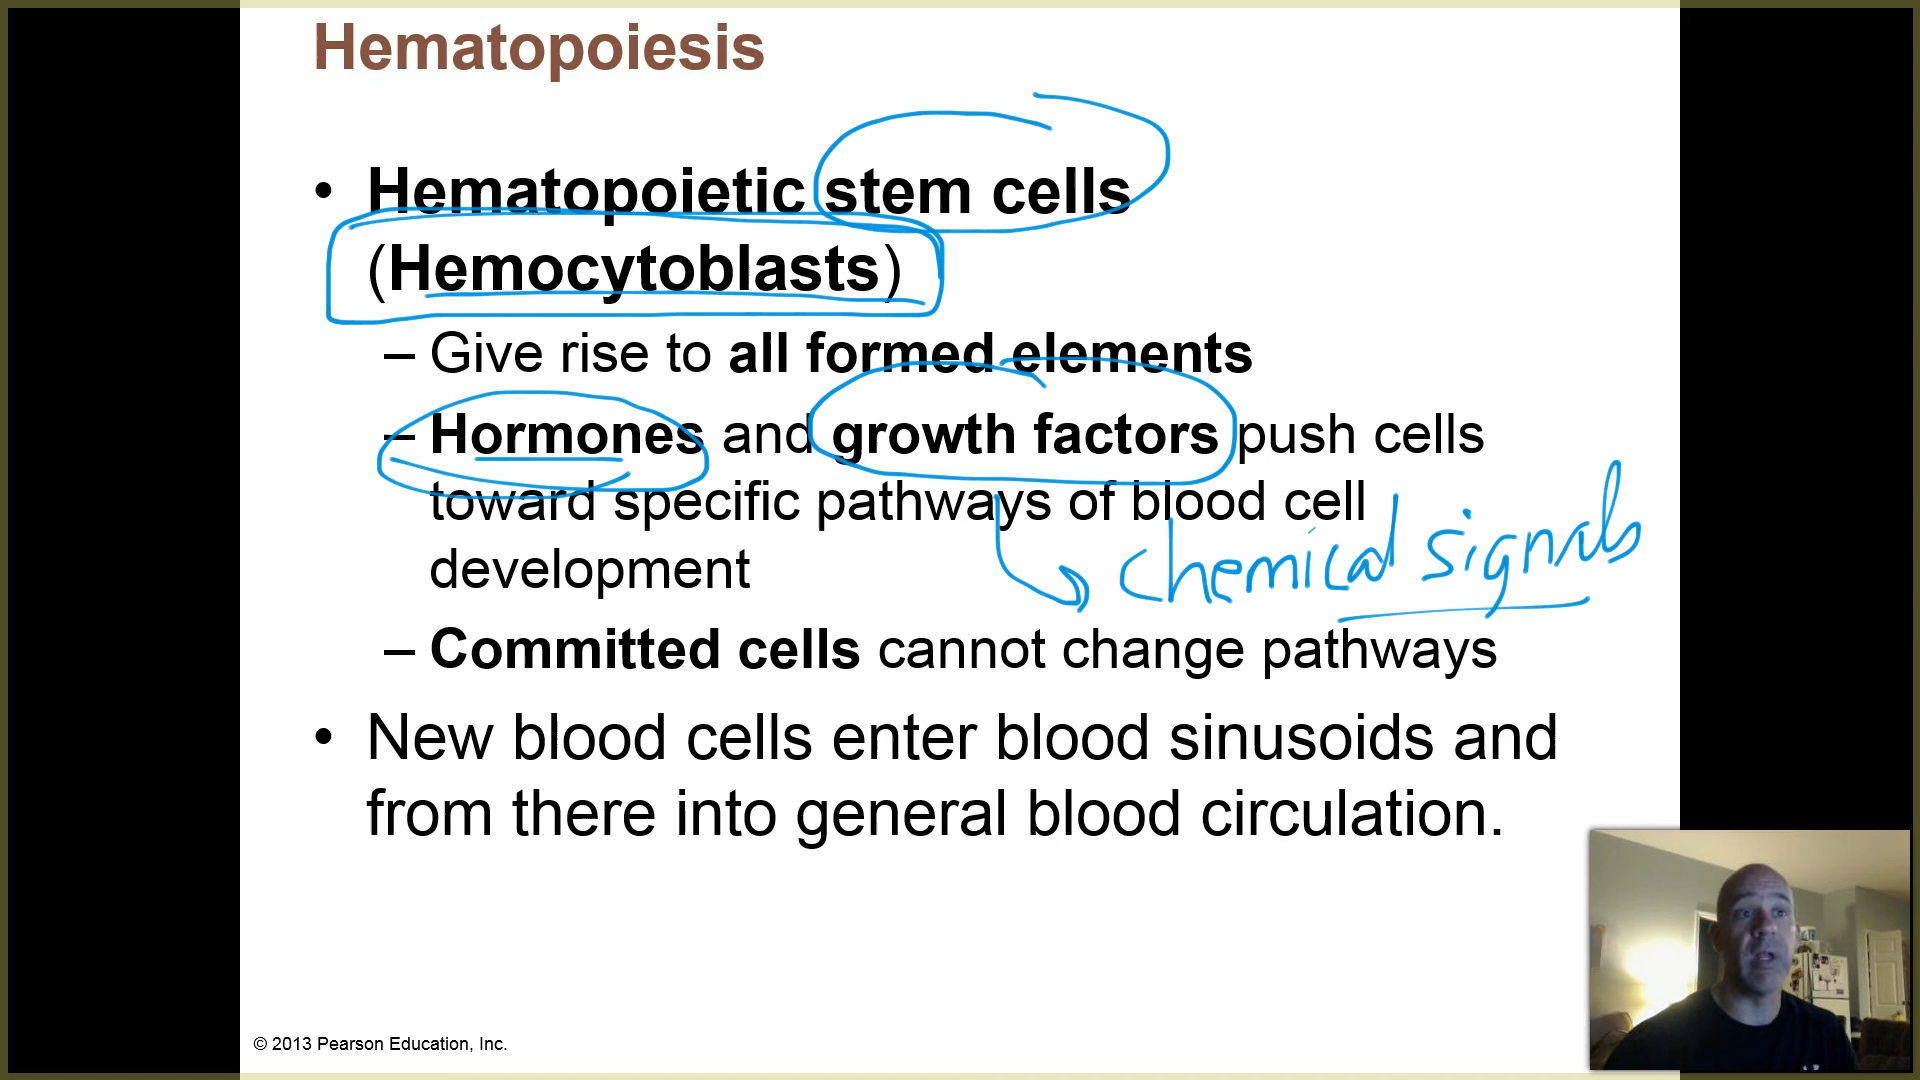 Hematopoiesis
• Hematopoietic stem cells
(Hemocytoblasts)
– Give rise to all formed elements
– Hormones and growth factors push cells
toward specific pathways of blood cell
development
chemical signals
– Committed cells cannot change pathways
• New blood cells enter blood sinusoids and
from there into general blood circulation.
© 2013 Pearson Education, Inc.